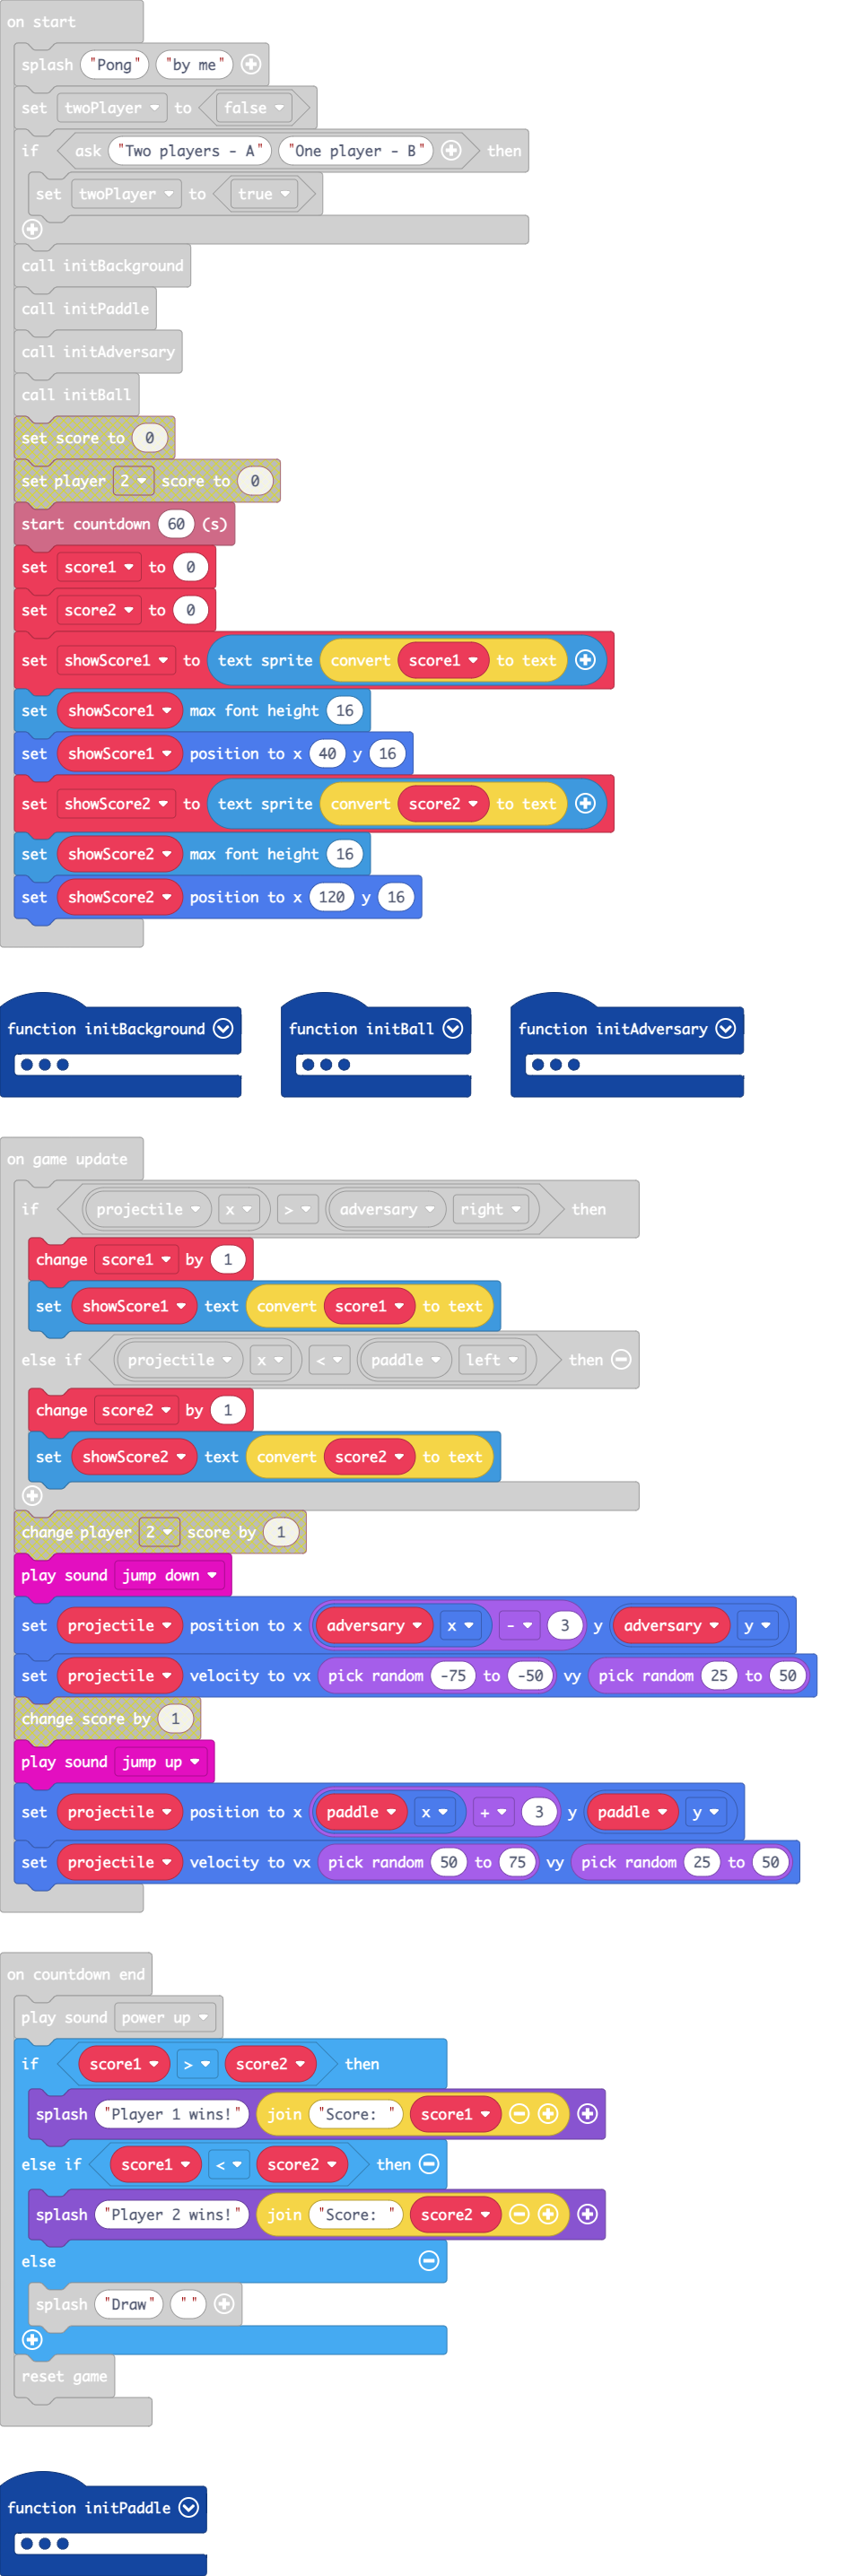 on start
splash "Pong" "by me"
set twoPlayer to false
if ask "Two players - A" "One player - B" then
set twoPlayer to true
call initBackground
call initPaddle
call initAdversary
call initBall
set score to 0
set player 2 score to 0
start countdown 60 (s)
set score1 to 0
set score2 to 0
set showScore1 to text sprite convert score1 to text
set showScore1 max font height 16
set showScore1 position to x 40 y 16
set showScore2 to text sprite convert score2 to text
set showScore2 max font height 16
set showScore2 position to x 120 y 16
function initBackground function initBall function initAdversary
on game update
if projectile x > adversary right then
change score1 by 1
set showScore1 text convert score1 to text
else if projectile x < paddle left then
change score2 by 1
set showScore2 text convert score2 to text
change player 2 score by 1
play sound jump down
set projectile position to x adversary x - 3 y adversary y
set projectile velocity to vx pick random -75 to -50 vy pick random 25 to 50
change score by 1
play sound jump up
set projectile position to x paddle x + 3 y paddle y
set projectile velocity to vx pick random 50 to 75 vy pick random 25 to 50
on countdown end
play sound power up
if score1 > score2 then
splash "Player 1 wins!" join "Score: " score1
else if score1 < score2 then
splash "Player 2 wins!" join "Score: " score2
else
splash "Draw" " "
reset game
function initPaddle